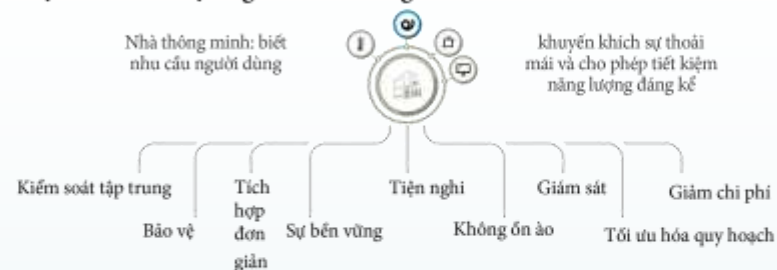 Nhà thông minh: biết
nhu cầu người dùng
khuyến khích sự thoải
mái và cho phép tiết kiệm
năng lượng đáng kể
Kiểm soát tập trung
Bảo vệ
Tích
hợp
đơn
giản
Sự bền vững
Tiện nghi
Không ồn ào
Giám sát
Tối ưu hóa quy hoạch
Giảm chi phí